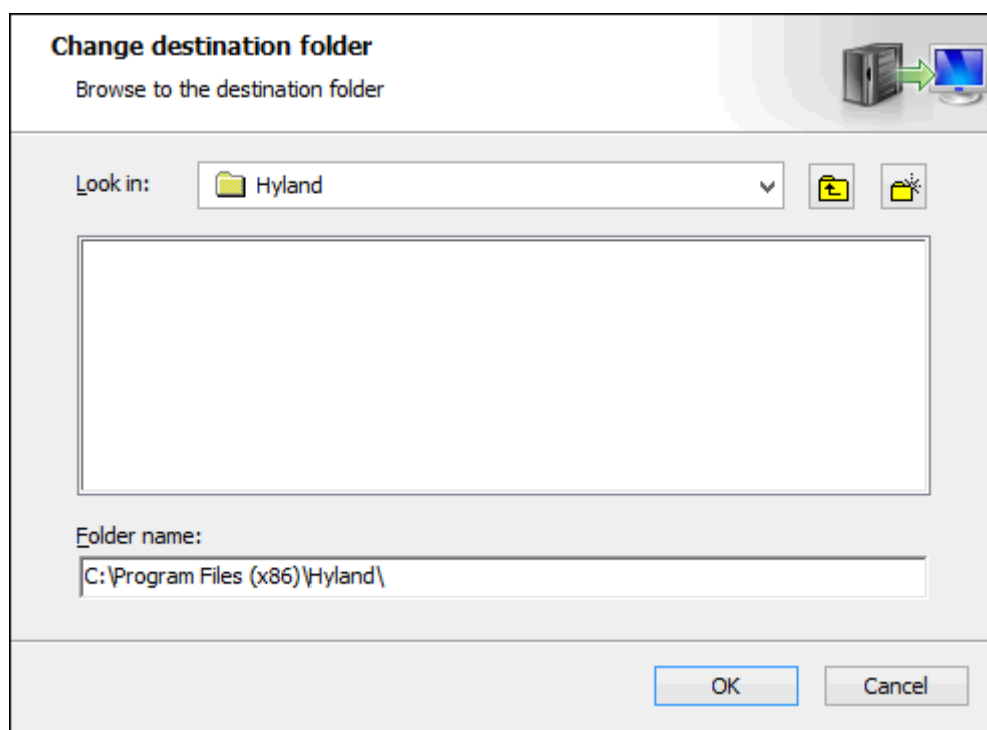 Change destination folder
Browse to the destination folder
Look in:
Hyland
Folder name:
C:\Program Files (x86)\Hyland\
OK
Cancel